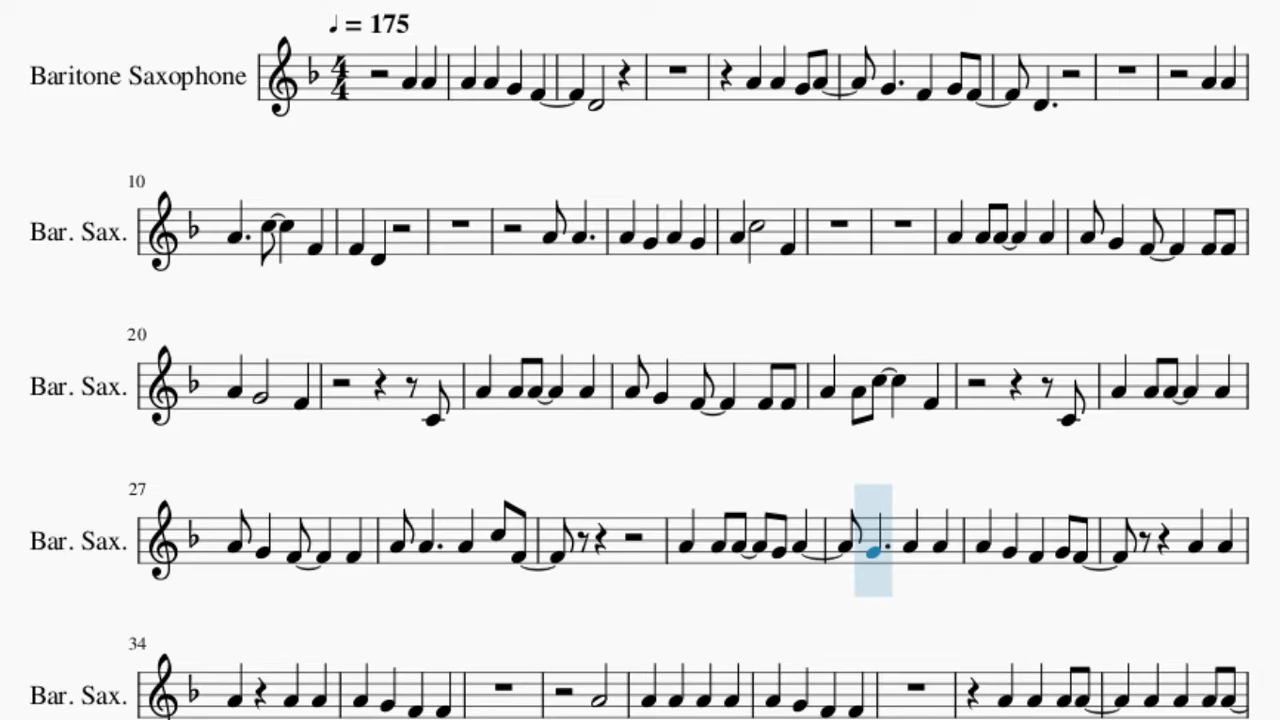 ♩ = 175
Baritone Saxophone
4
4
10
Bar. Sax.
20
Bar. Sax.
27
Bar. Sax.
34
Bar. Sax.